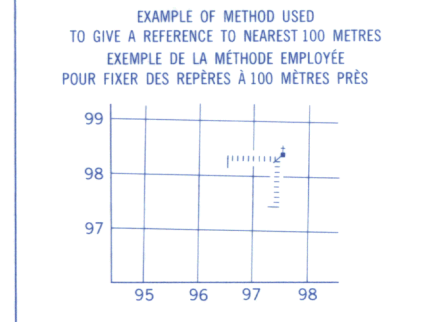 EXAMPLE OF METHOD USED
TO GIVE A REFERENCE TO NEAREST 100 METRES
EXEMPLE DE LA MÉTHODE EMPLOYÉE
POUR FIXER DES REPÈRES À 100 MÈTRES PRÈS
99
98
97
95 96 97 98